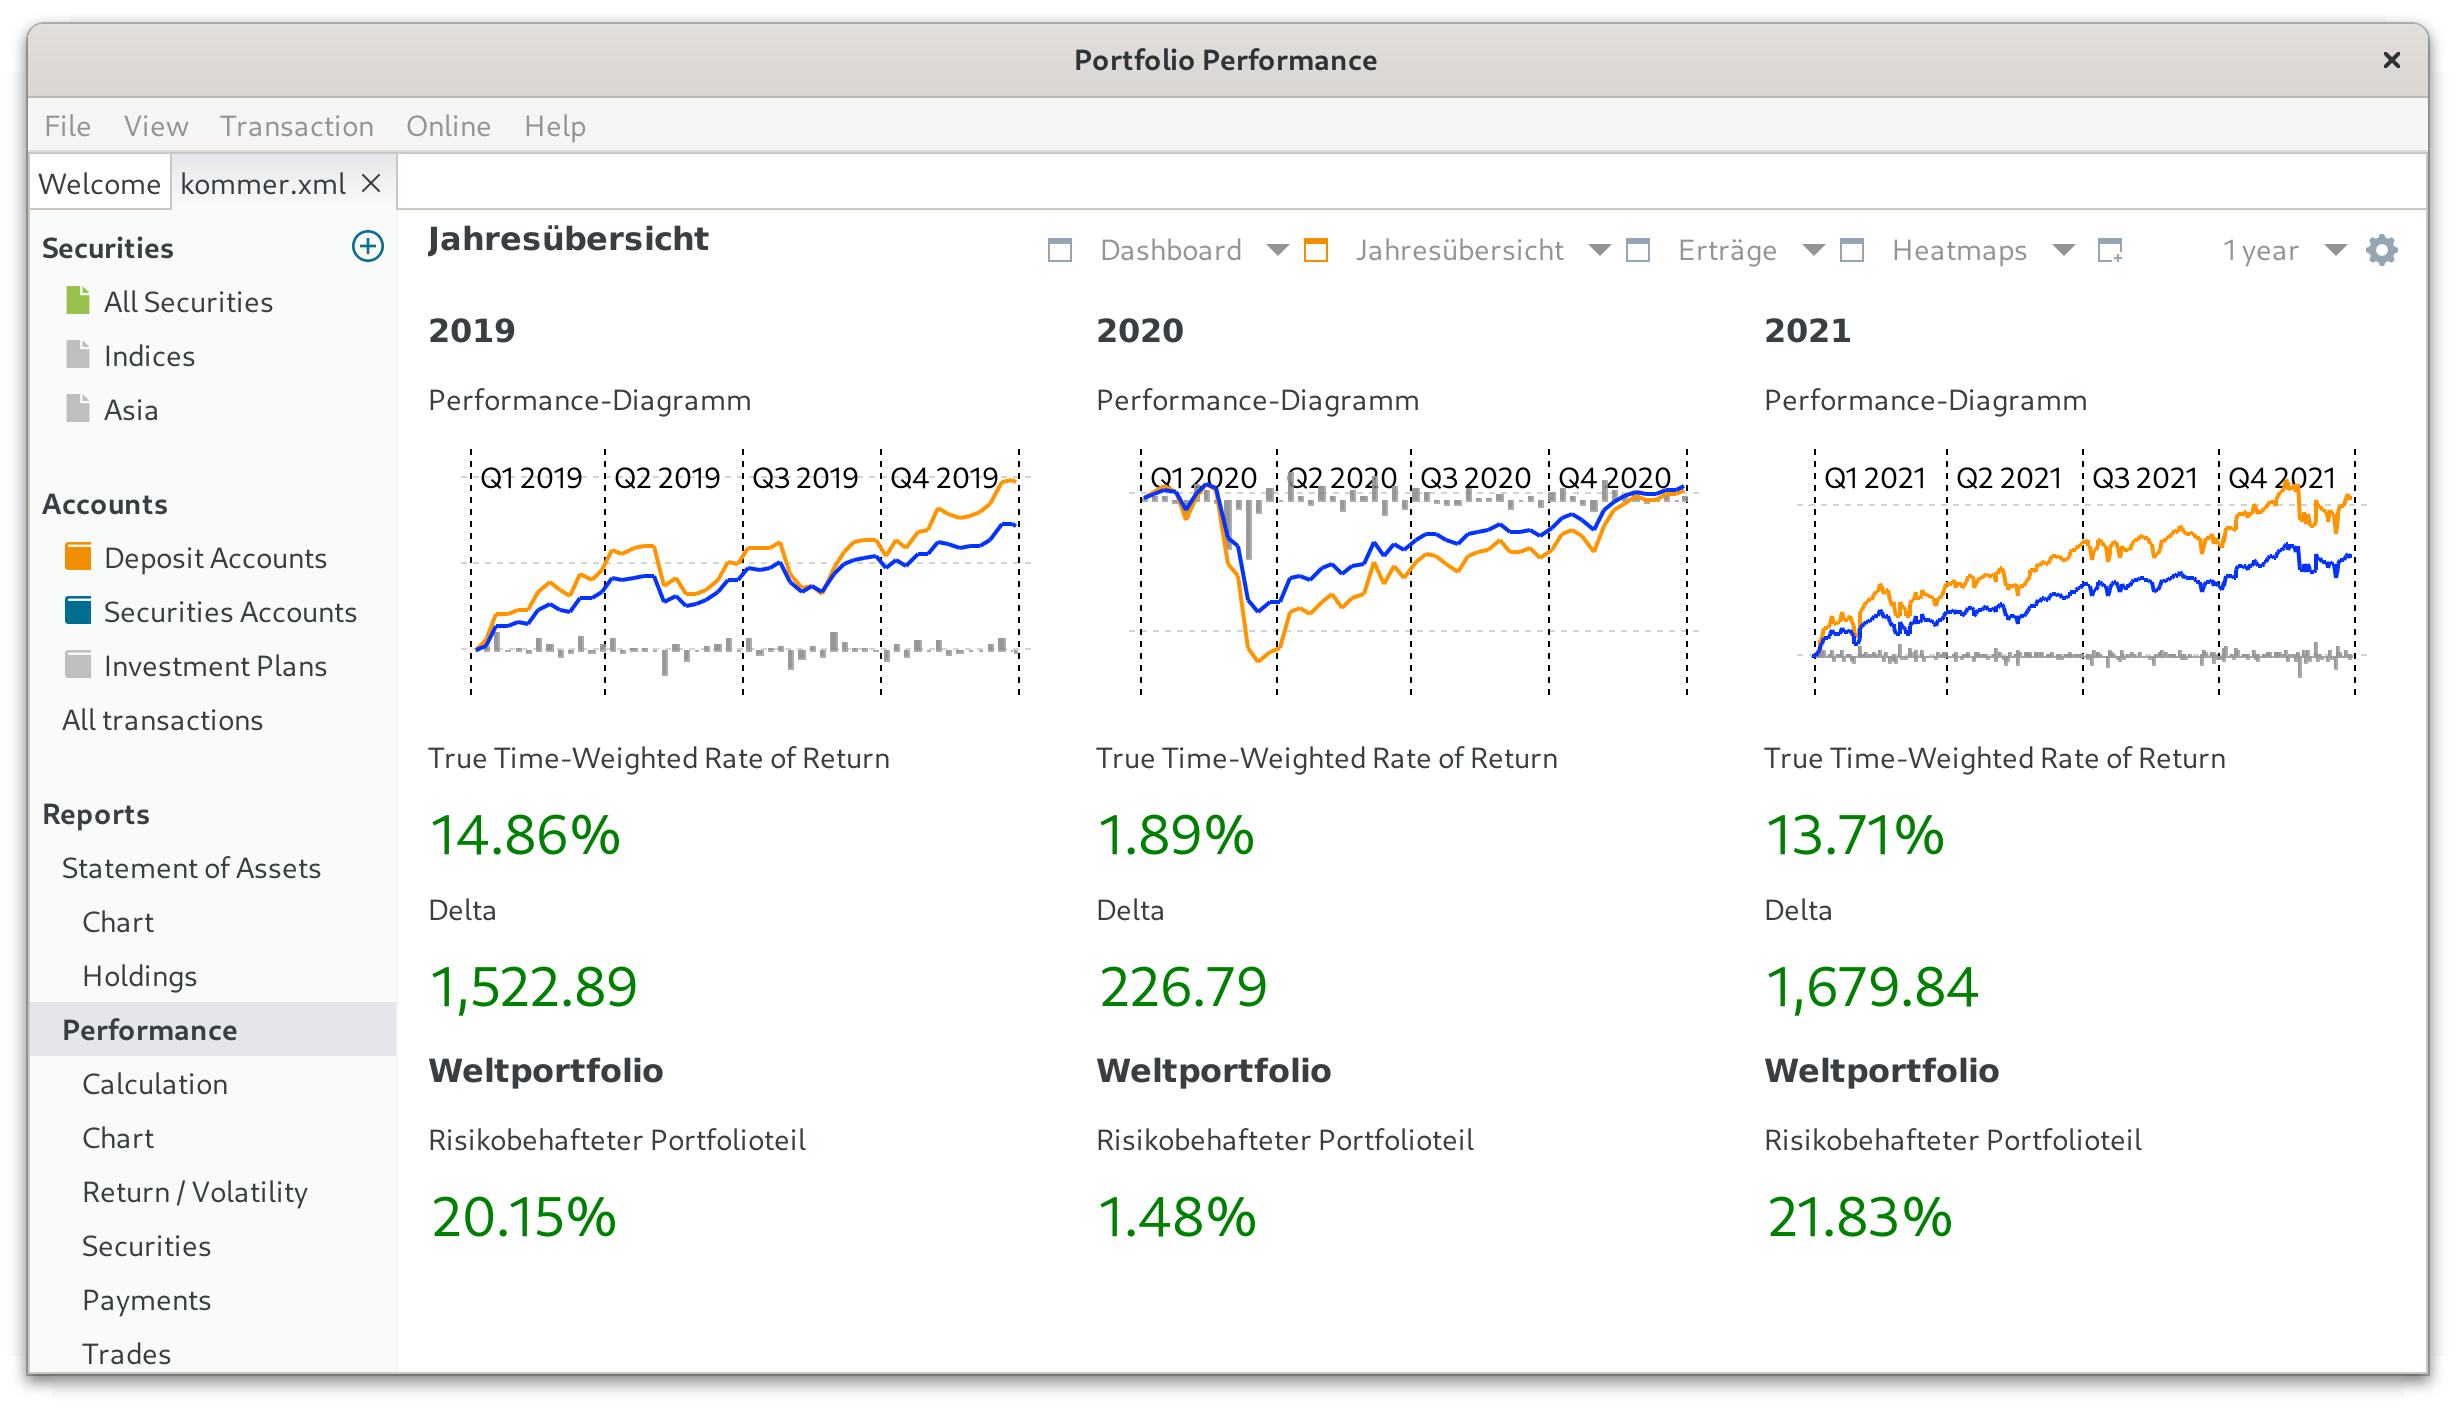 Portfolio Performance
File View Transaction Online Help
Welcome kommer.xml
Securities
All Securities
Indices
Asia
Accounts
Deposit Accounts
Securities Accounts
Investment Plans
All transactions
Reports
Statement of Assets
Chart
Holdings
Performance
Calculation
Chart
Return / Volatility
Securities
Payments
Trades
Jahresübersicht
Dashboard Jahresübersicht Erträge Heatmaps 1 year
2019
Performance-Diagramm
Q1 2019 Q2 2019 Q3 2019 Q4 2019
True Time-Weighted Rate of Return
14.86%
Delta
1,522.89
Weltportfolio
Risikobehafteter Portfolioteil
20.15%
2020
Performance-Diagramm
Q1 2020 Q2 2020 Q3 2020 Q4 2020
True Time-Weighted Rate of Return
1.89%
Delta
226.79
Weltportfolio
Risikobehafteter Portfolioteil
1.48%
2021
Performance-Diagramm
Q1 2021 Q2 2021 Q3 2021 Q4 2021
True Time-Weighted Rate of Return
13.71%
Delta
1,679.84
Weltportfolio
Risikobehafteter Portfolioteil
21.83%